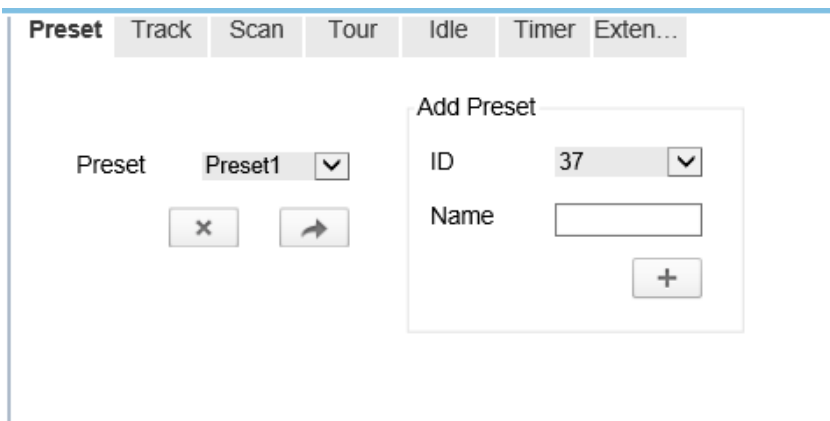 Preset Track Scan Tour Idle Timer Exten...
Add Preset
Preset Preset1
ID 37
Name